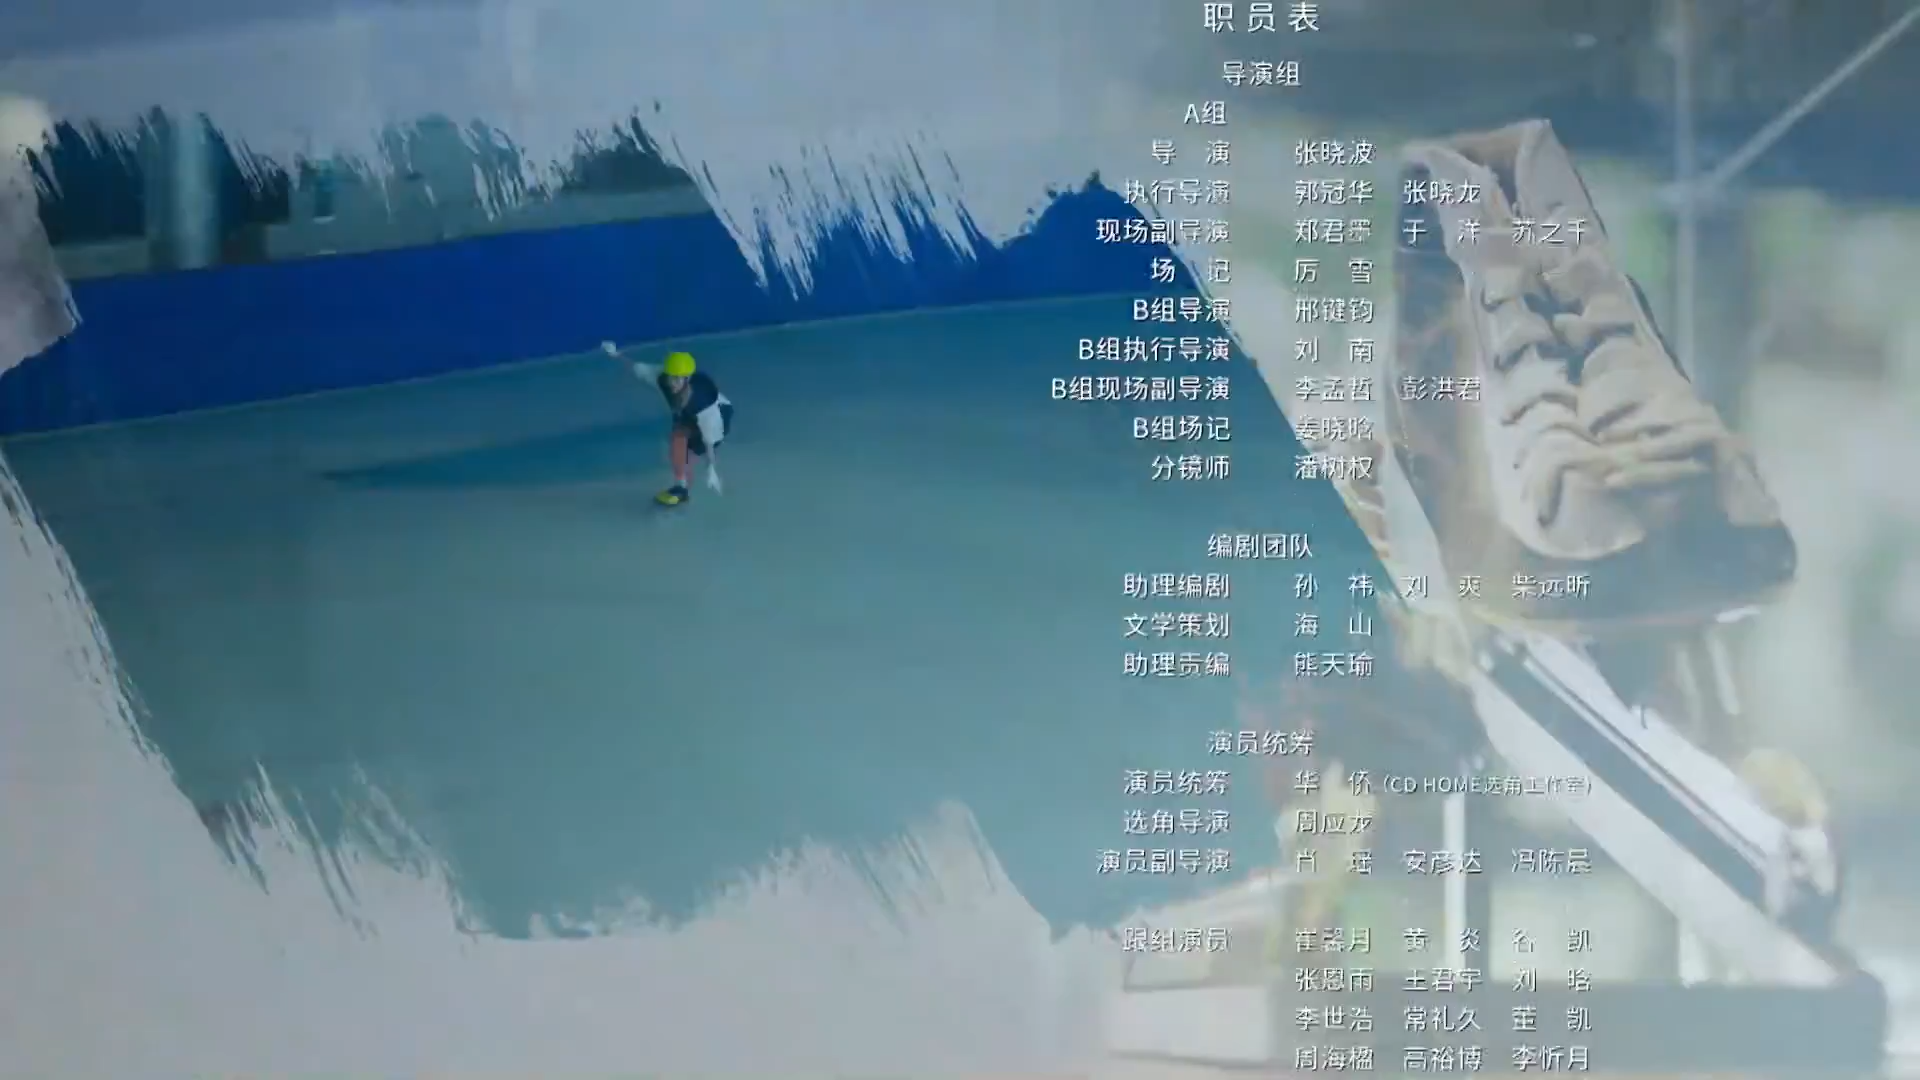 职员表
导演组
A组
导 演 张晓波
执行导演 郭冠华 张晓龙
现场副导演 郑君墨 于 洋 苏之千
场 记 厉 雪
B组导演 邢键钧
B组执行导演 刘 南
B组现场副导演 李孟哲 彭洪君
B组场记 姜晓晗
分镜师 潘树权
编剧团队
助理编剧 孙 祎 刘 爽 柴远昕
文学策划 海 山
助理责编 熊天瑜
演员统筹
演员统筹 华 侨(CD HOME选角工作室)
选角导演 周应龙
演员副导演 肖 瑶 安彦达 冯陈晨
跟组演员 崔馨月 黄 炎 谷 凯
张恩雨 王君宇 刘 晗
李世浩 常礼久 董 凯
周海楹 高裕博 李忻月